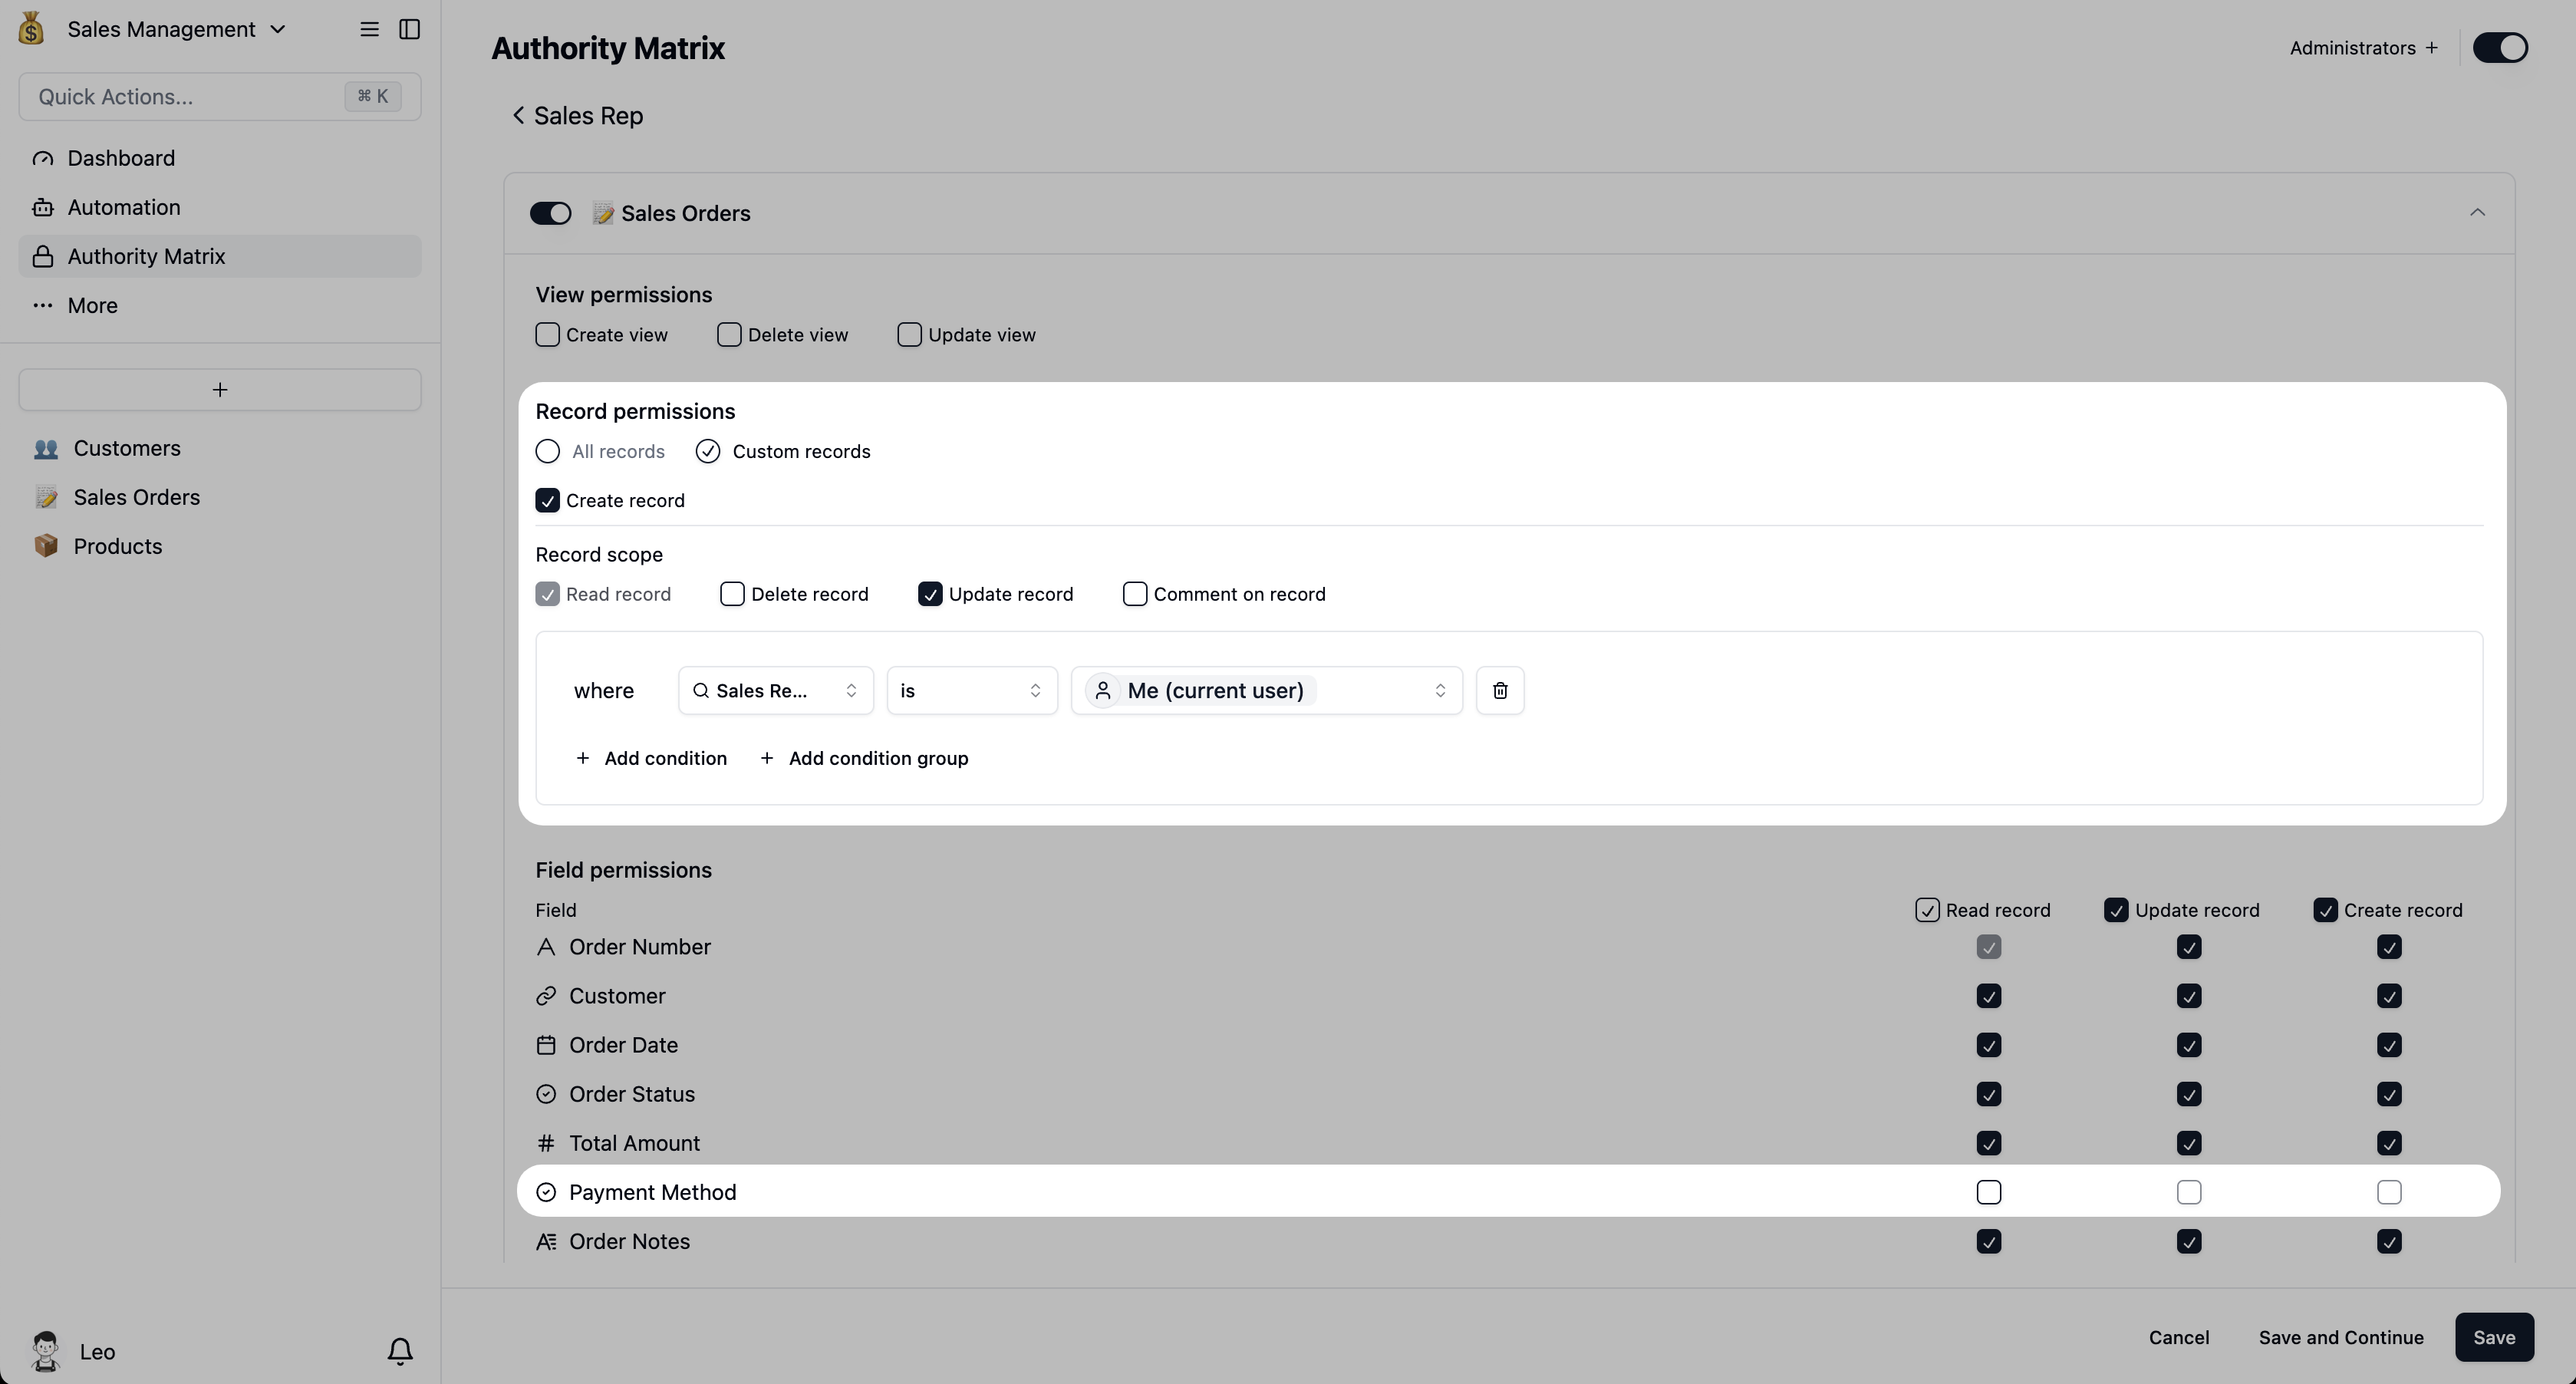 Sales Management
Quick Actions...
⌘ K
Dashboard
Automation
Authority Matrix
More
+
Customers
Sales Orders
Products
Leo
Authority Matrix
Administrators +
Sales Rep
Sales Orders
View permissions
Create view Delete view Update view
Record permissions
All records Custom records
Create record
Record scope
Read record Delete record Update record Comment on record
where Sales Re... is Me (current user)
+ Add condition + Add condition group
Field permissions
Field Read record Update record Create record
Order Number
Customer
Order Date
Order Status
Total Amount
Payment Method
Order Notes
Cancel Save and Continue Save